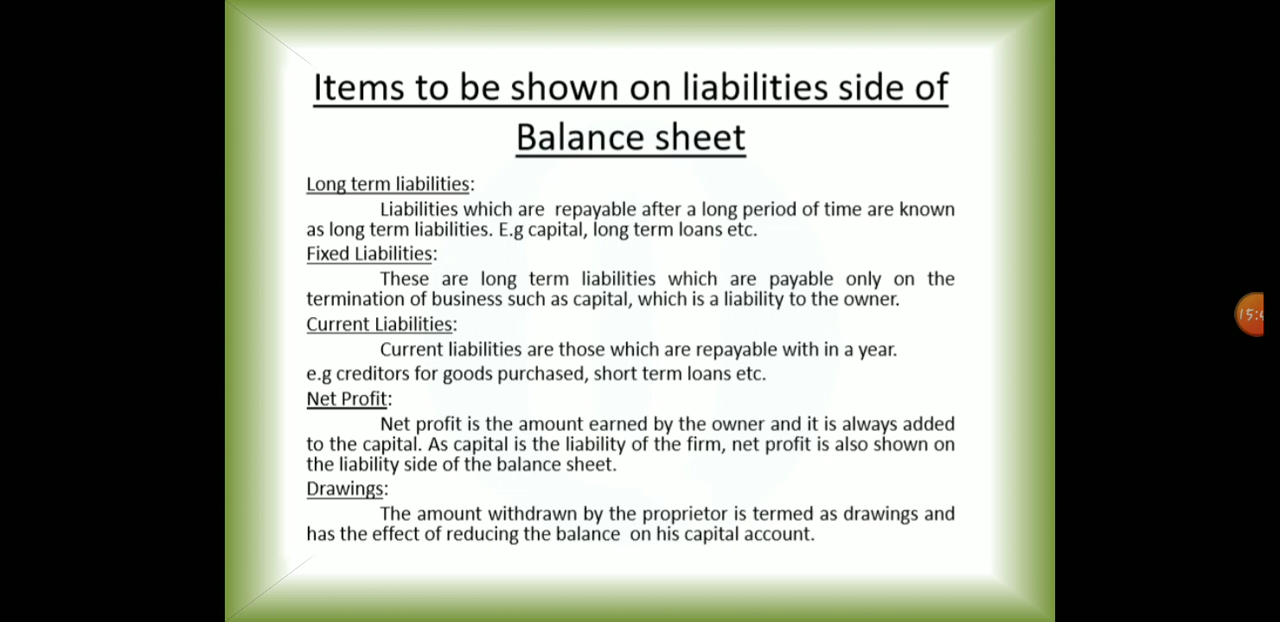 Items to be shown on liabilities side of
Balance sheet
Long term liabilities:
Liabilities which are repayable after a long period of time are known
as long term liabilities. E.g capital, long term loans etc.
Fixed Liabilities:
These are long term liabilities which are payable only on the
termination of business such as capital, which is a liability to the owner.
Current Liabilities:
Current liabilities are those which are repayable with in a year.
e.g creditors for goods purchased, short term loans etc.
Net Profit:
Net profit is the amount earned by the owner and it is always added
to the capital. As capital is the liability of the firm, net profit is also shown on
the liability side of the balance sheet.
Drawings:
The amount withdrawn by the proprietor is termed as drawings and
has the effect of reducing the balance on his capital account.